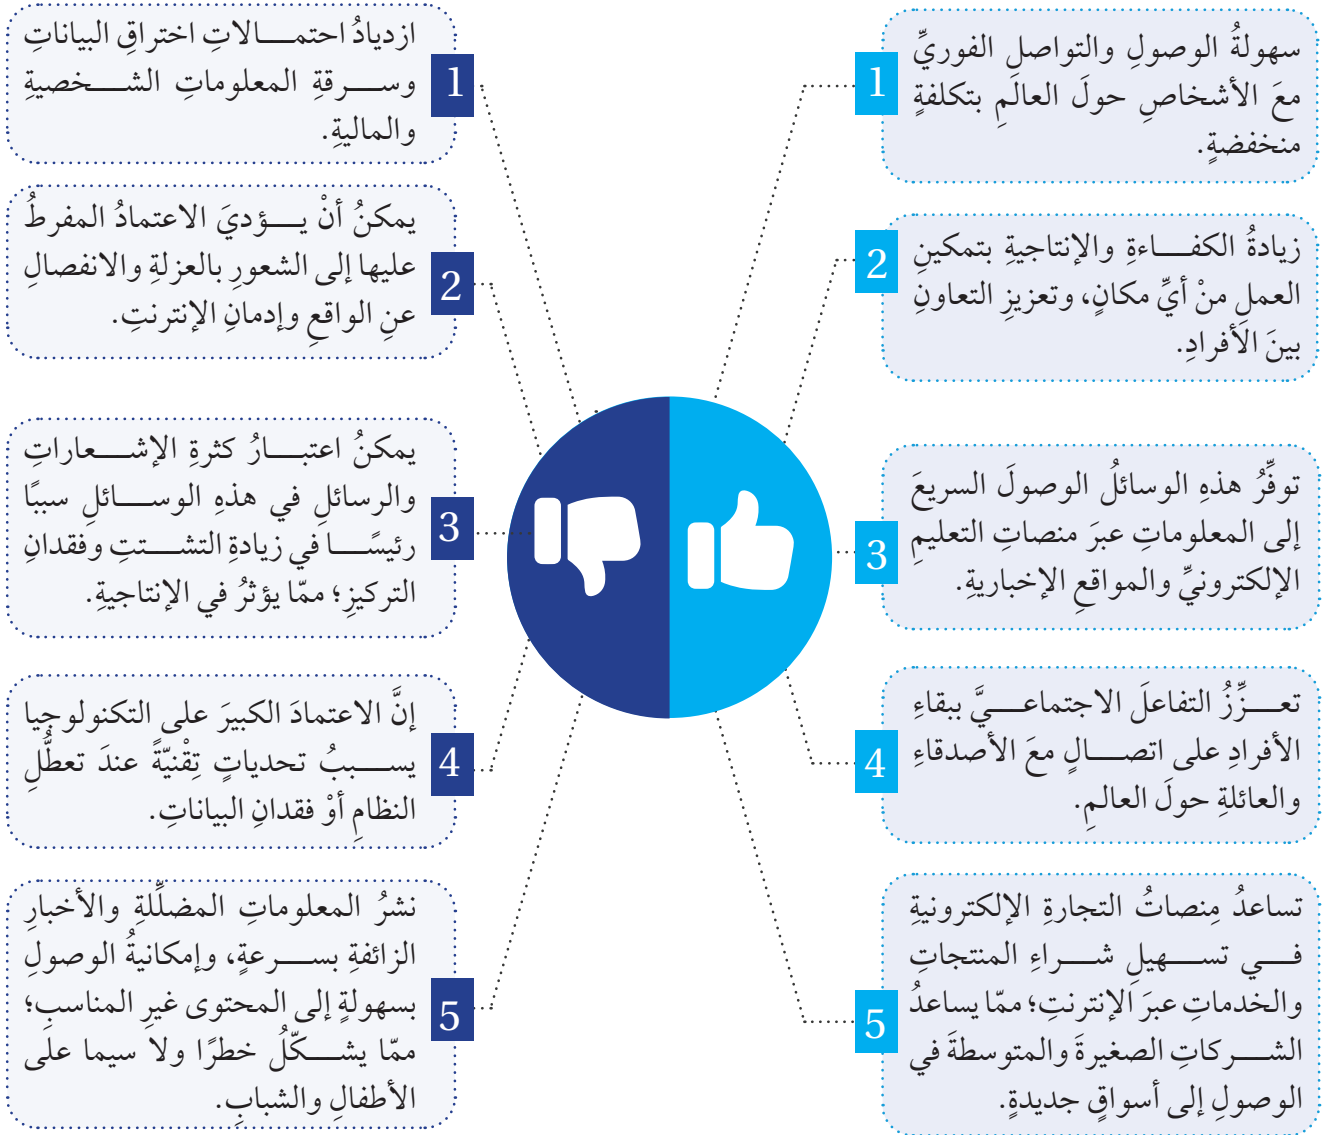 1
سهولةُ الوصولِ والتواصلِ الفوريِّ
معَ الأشخاصِ حولَ العالَمِ بتكلفةٍ
منخفضةٍ.
2
زيادةُ الكفاءةِ والإنتاجيةِ بتمكينِ
العملِ منْ أيِّ مكانٍ، وتعزيزِ التعاونِ
بينَ الأفرادِ.
3
توفِّرُ هذهِ الوسائلُ الوصولَ السريعَ
إلى المعلوماتِ عبرَ منصاتِ التعليمِ
الإلكترونيِّ والمواقعِ الإخباريةِ.
4
تعزِّزُ التفاعلَ الاجتماعيَّ ببقاءِ
الأفرادِ على اتصالٍ معَ الأصدقاءِ
والعائلةِ حولَ العالمِ.
5
تساعدُ مِنصاتُ التجارةِ الإلكترونيةِ
في تسهيلِ شراءِ المنتجاتِ
والخدماتِ عبرَ الإنترنتِ؛ ممّا يساعدُ
الشركاتِ الصغيرةَ والمتوسطةَ في
الوصولِ إلى أسواقٍ جديدةٍ.
1
ازديادُ احتمالاتِ اختراقِ البياناتِ
وسرقةِ المعلوماتِ الشخصيةِ
والماليةِ.
2
يمكنُ أنْ يؤديَ الاعتمادُ المفرطُ
عليها إلى الشعورِ بالعزلةِ والانفصالِ
عنِ الواقعِ وإدمانِ الإنترنتِ.
3
يمكنُ اعتبارُ كثرةِ الإشعاراتِ
والرسائلِ في هذهِ الوسائلِ سببًا
رئيسًا في زيادةِ التشتتِ وفقدانِ
التركيزِ؛ ممّا يؤثرُ في الإنتاجيةِ.
4
إنَّ الاعتمادَ الكبيرَ على التكنولوجيا
يسببُ تحدياتٍ تِقْنيّةً عندَ تعطُّلِ
النظامِ أوْ فقدانِ البياناتِ.
5
نشرُ المعلوماتِ المضلِّلةِ والأخبارِ
الزائفةِ بسرعةٍ، وإمكانيةُ الوصولِ
بسهولةٍ إلى المحتوى غيرِ المناسبِ؛
ممّا يشكّلُ خطرًا ولا سيما على
الأطفالِ والشبابِ.